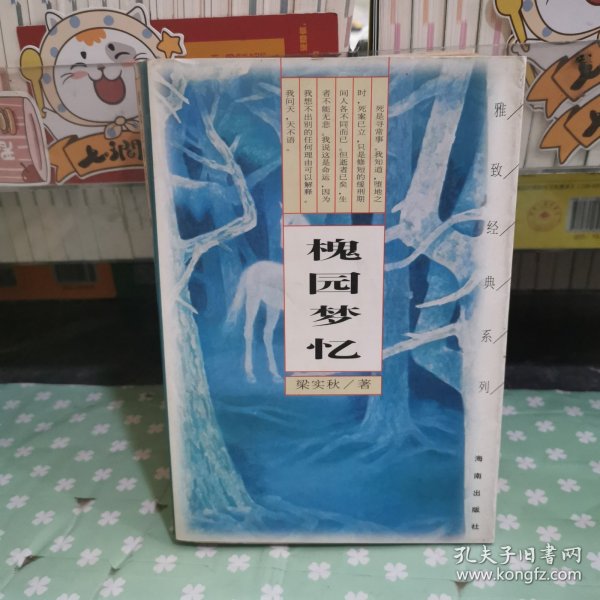 死是寻常事，我知道，堕地之
时，死案已立，只是修短的缓刑期
间人各不同而已。但逝者已矣，生
者不能无悲。我说这是命运，因为
我想不出别的任何理由可以解释。
我问天，天不语。
槐园梦忆
梁实秋／著
雅／致／经／典／系／列／
海南出版社
孔夫子旧书网
www.kongfz.com